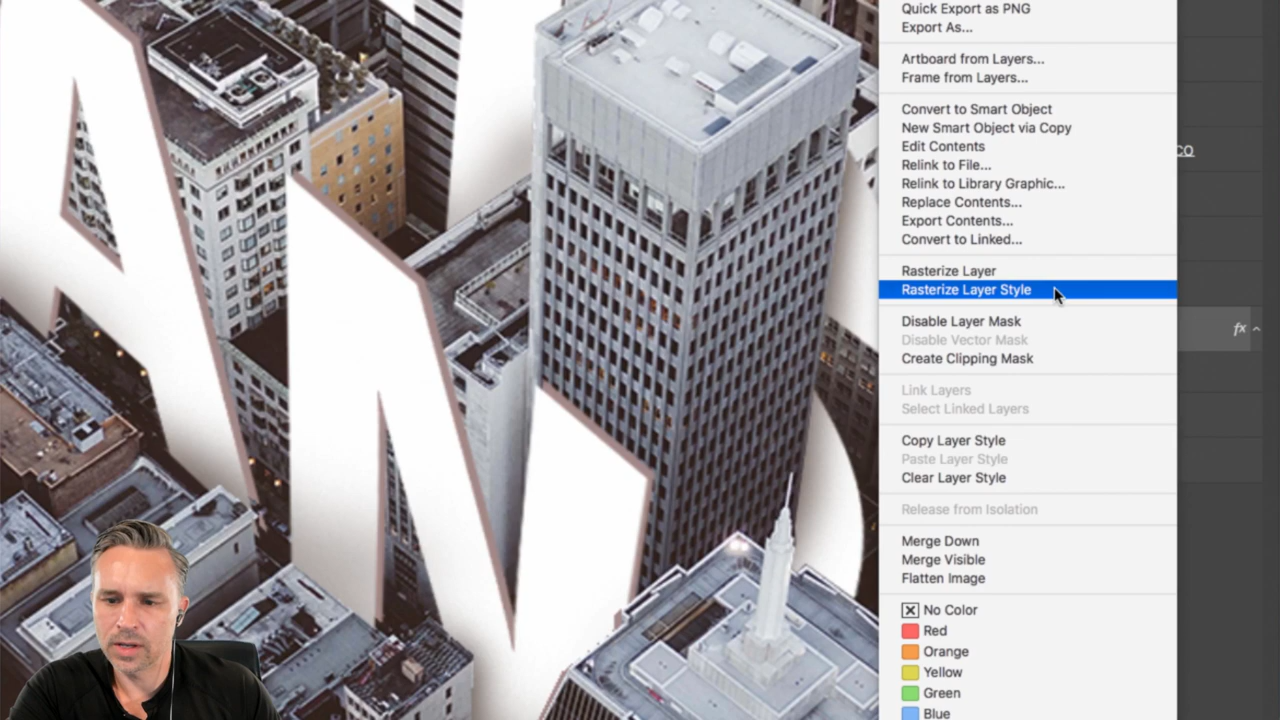 Quick Export as PNG
Export As...
Artboard from Layers...
Frame from Layers...
Convert to Smart Object
New Smart Object via Copy
Edit Contents
Relink to File...
Relink to Library Graphic...
Replace Contents...
Export Contents...
Convert to Linked...
Rasterize Layer
Rasterize Layer Style
Disable Layer Mask
Disable Vector Mask
Create Clipping Mask
Link Layers
Select Linked Layers
Copy Layer Style
Paste Layer Style
Clear Layer Style
Release from Isolation
Merge Down
Merge Visible
Flatten Image
No Color
Red
Orange
Yellow
Green
Blue
co
fx
AN